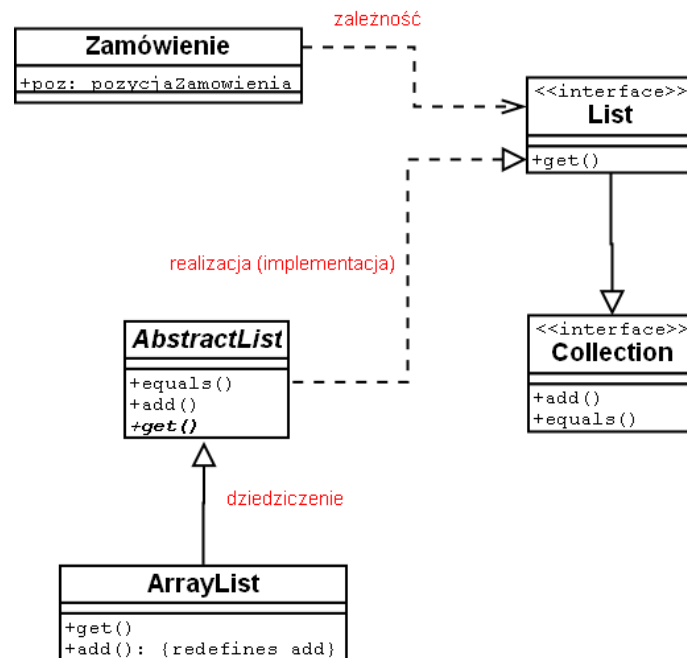 zależność
Zamówienie
+poz: pozycjaZamowienia
<<interface>>
List
+get()
realizacja (implementacja)
AbstractList
+equals()
+add()
+get()
<<interface>>
Collection
+add()
+equals()
dziedziczenie
ArrayList
+get()
+add(): {redefines add}